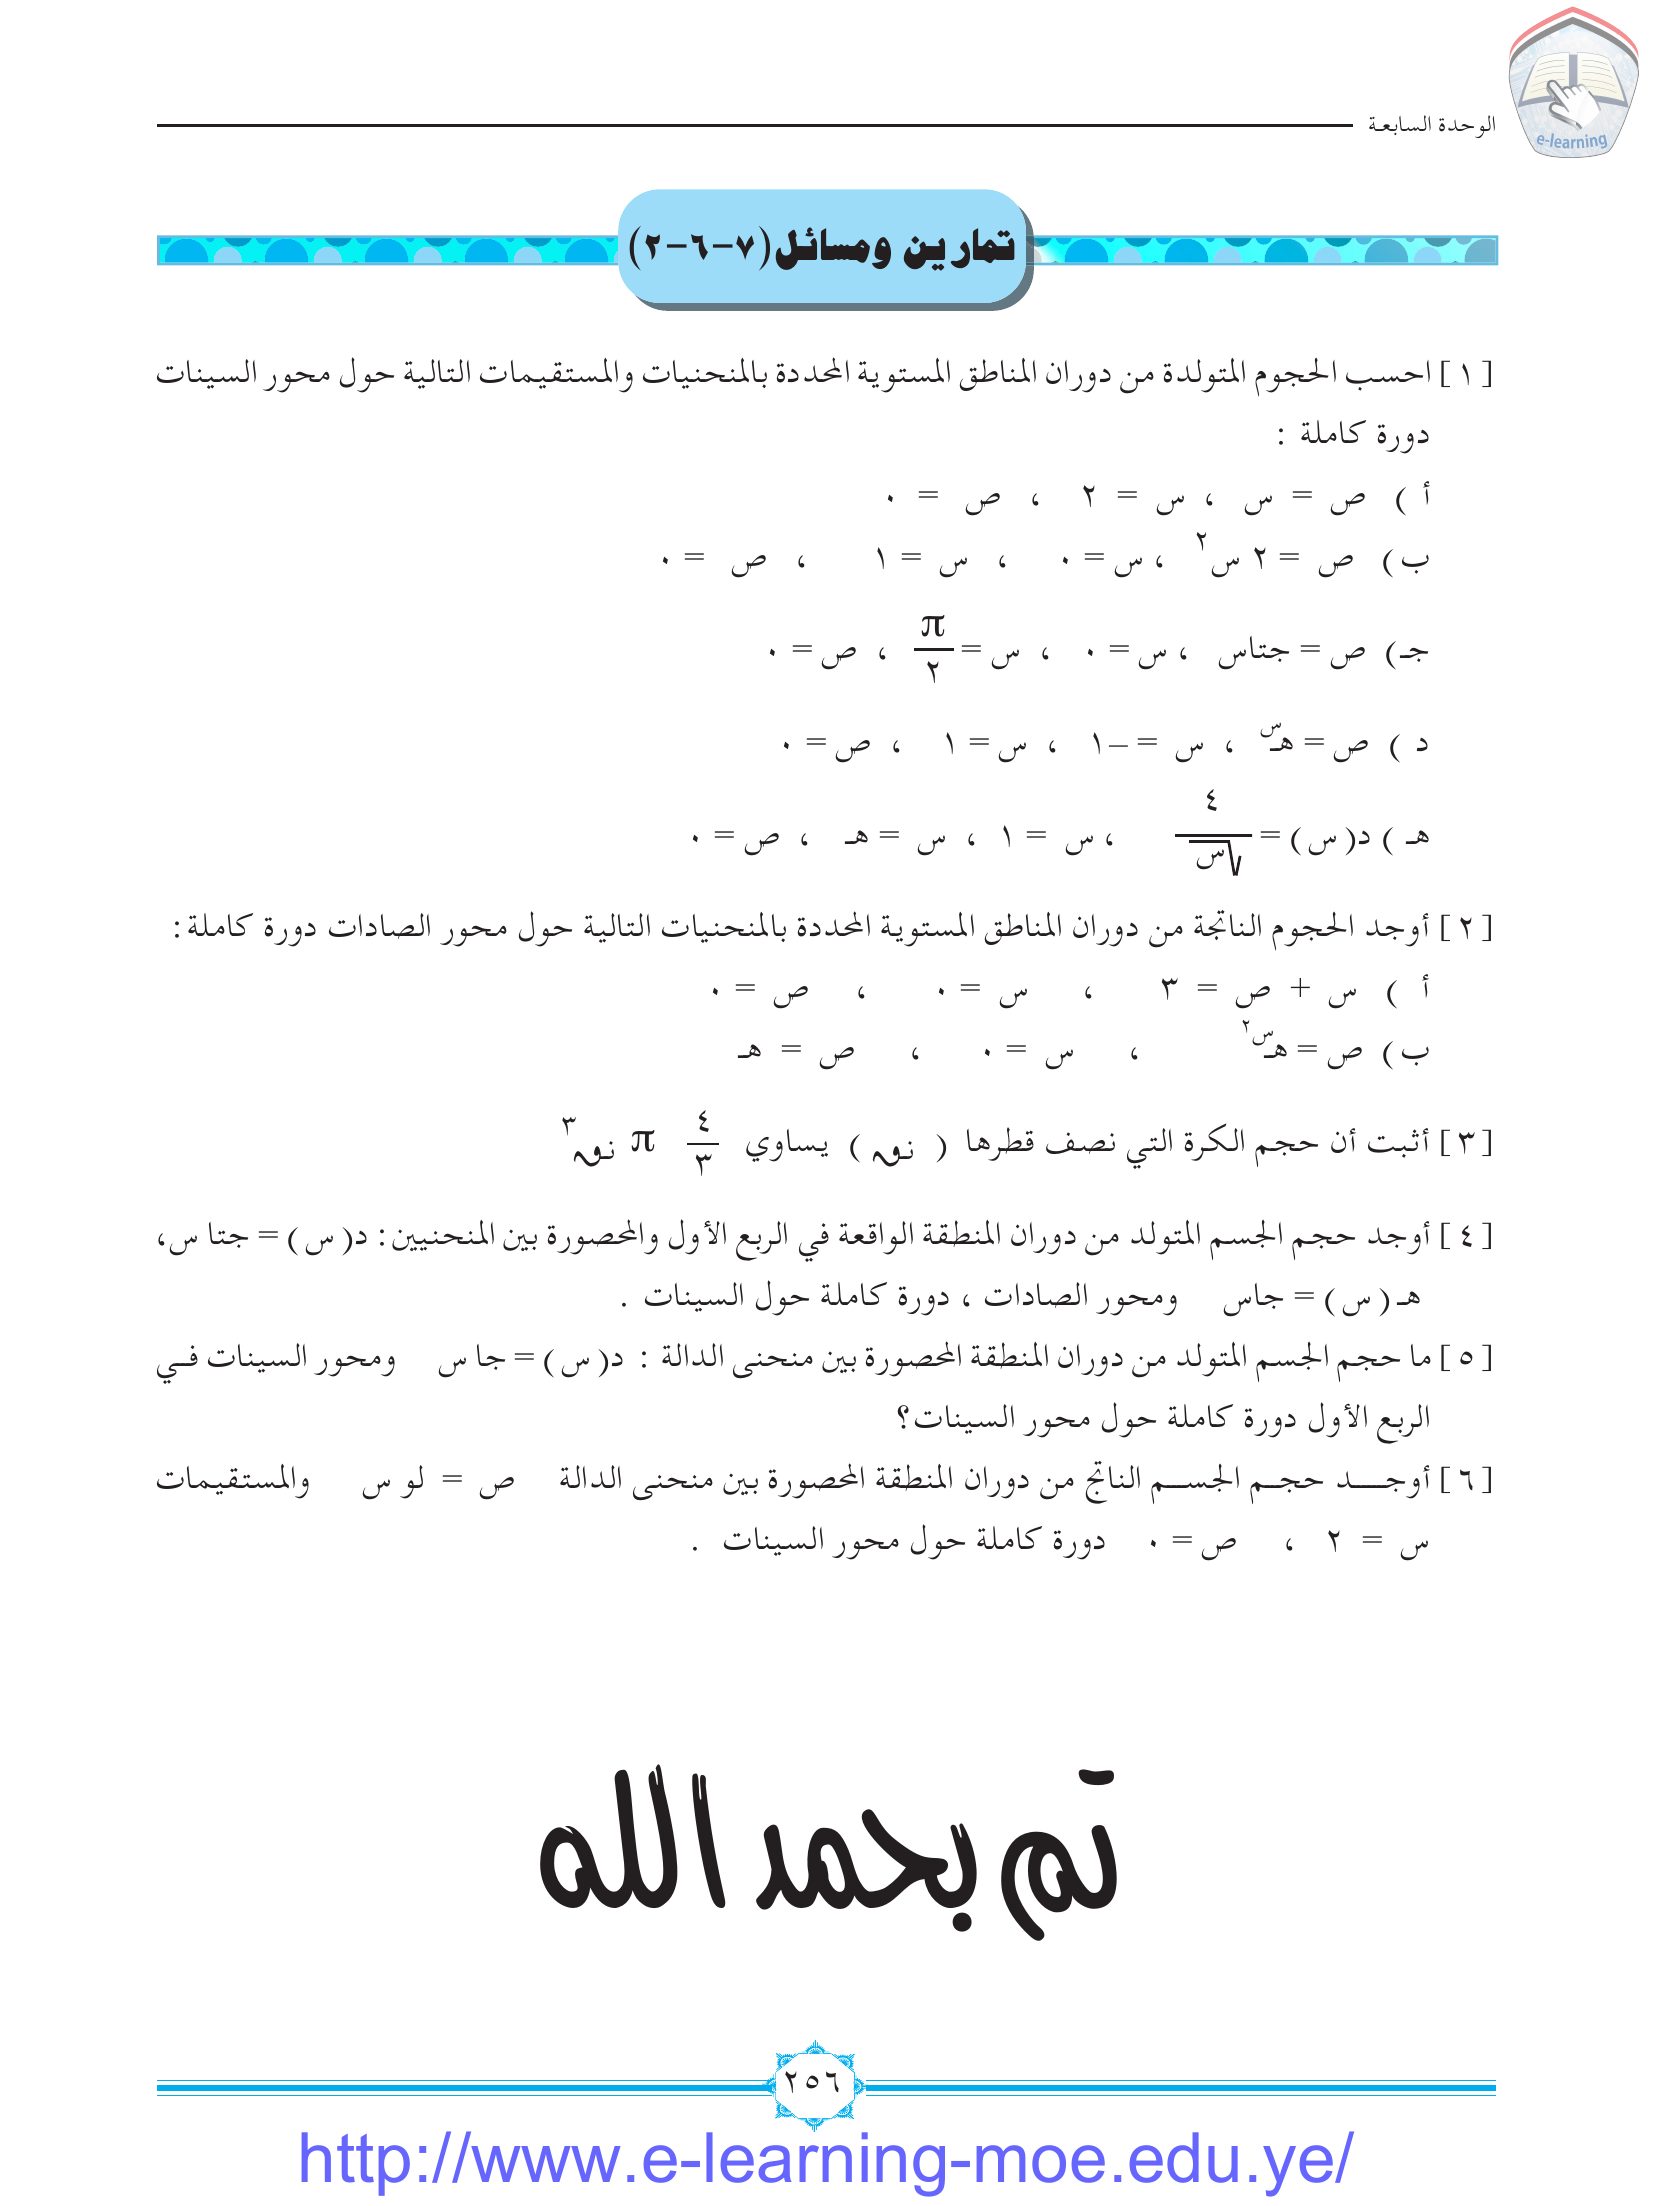 e-learning
الوحدة السابعة
تمارين ومسائل (٧-٦-٢)
[ ١ ] احسب الحجوم المتولدة من دوران المناطق المستوية المحددة بالمنحنيات والمستقيمات التالية حول محور السينات
دورة كاملة :
أ ) ص = س ، س = ٢ ، ص = ٠
ب ) ص = ٢ س٢ ، س = ٠ ، س = ١ ، ص = ٠
جـ) ص = جتاس ، س = ٠ ، س = π/٢ ، ص = ٠
د ) ص = هـس ، س = –١ ، س = ١ ، ص = ٠
هـ ) د( س ) = ٤/√س ، س = ١ ، س = هـ ، ص = ٠
[ ٢ ] أوجد الحجوم الناتجة من دوران المناطق المستوية المحددة بالمنحنيات التالية حول محور الصادات دورة كاملة :
أ ) س + ص = ٣ ، س = ٠ ، ص = ٠
ب ) ص = هـس٢ ، س = ٠ ، ص = هـ
[ ٣ ] أثبت أن حجم الكرة التي نصف قطرها ( نق ) يساوي ٤/٣ π نق٣
[ ٤ ] أوجد حجم الجسم المتولد من دوران المنطقة الواقعة في الربع الأول والمحصورة بين المنحنيين : د( س ) = جتا س،
هـ ( س ) = جاس ومحور الصادات ، دورة كاملة حول السينات .
[ ٥ ] ما حجم الجسم المتولد من دوران المنطقة المحصورة بين منحنى الدالة : د( س ) = جا س ومحور السينات في
الربع الأول دورة كاملة حول محور السينات؟
[ ٦ ] أوجـــد حجم الجسم الناتج من دوران المنطقة المحصورة بين منحنى الدالة ص = لو س والمستقيمات
س = ٢ ، ص = ٠ دورة كاملة حول محور السينات .
تم بحمد الله
٢٥٦
http://www.e-learning-moe.edu.ye/